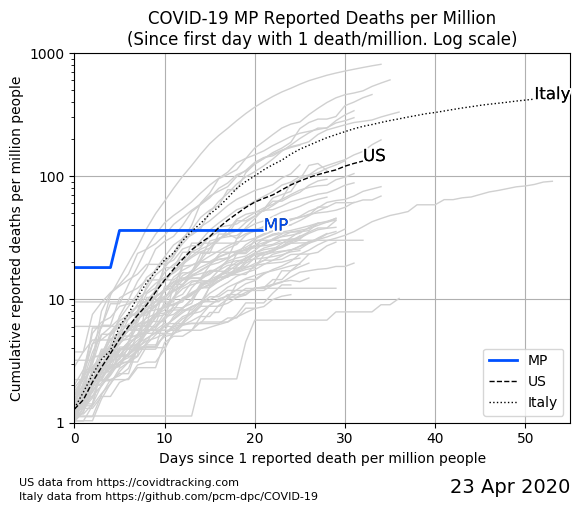 COVID-19 MP Reported Deaths per Million
(Since first day with 1 death/million. Log scale)
Cumulative reported deaths per million people
1000
100
10
1
Italy
US
MP
MP
US
Italy
0 10 20 30 40 50
Days since 1 reported death per million people
US data from https://covidtracking.com
Italy data from https://github.com/pcm-dpc/COVID-19
23 Apr 2020